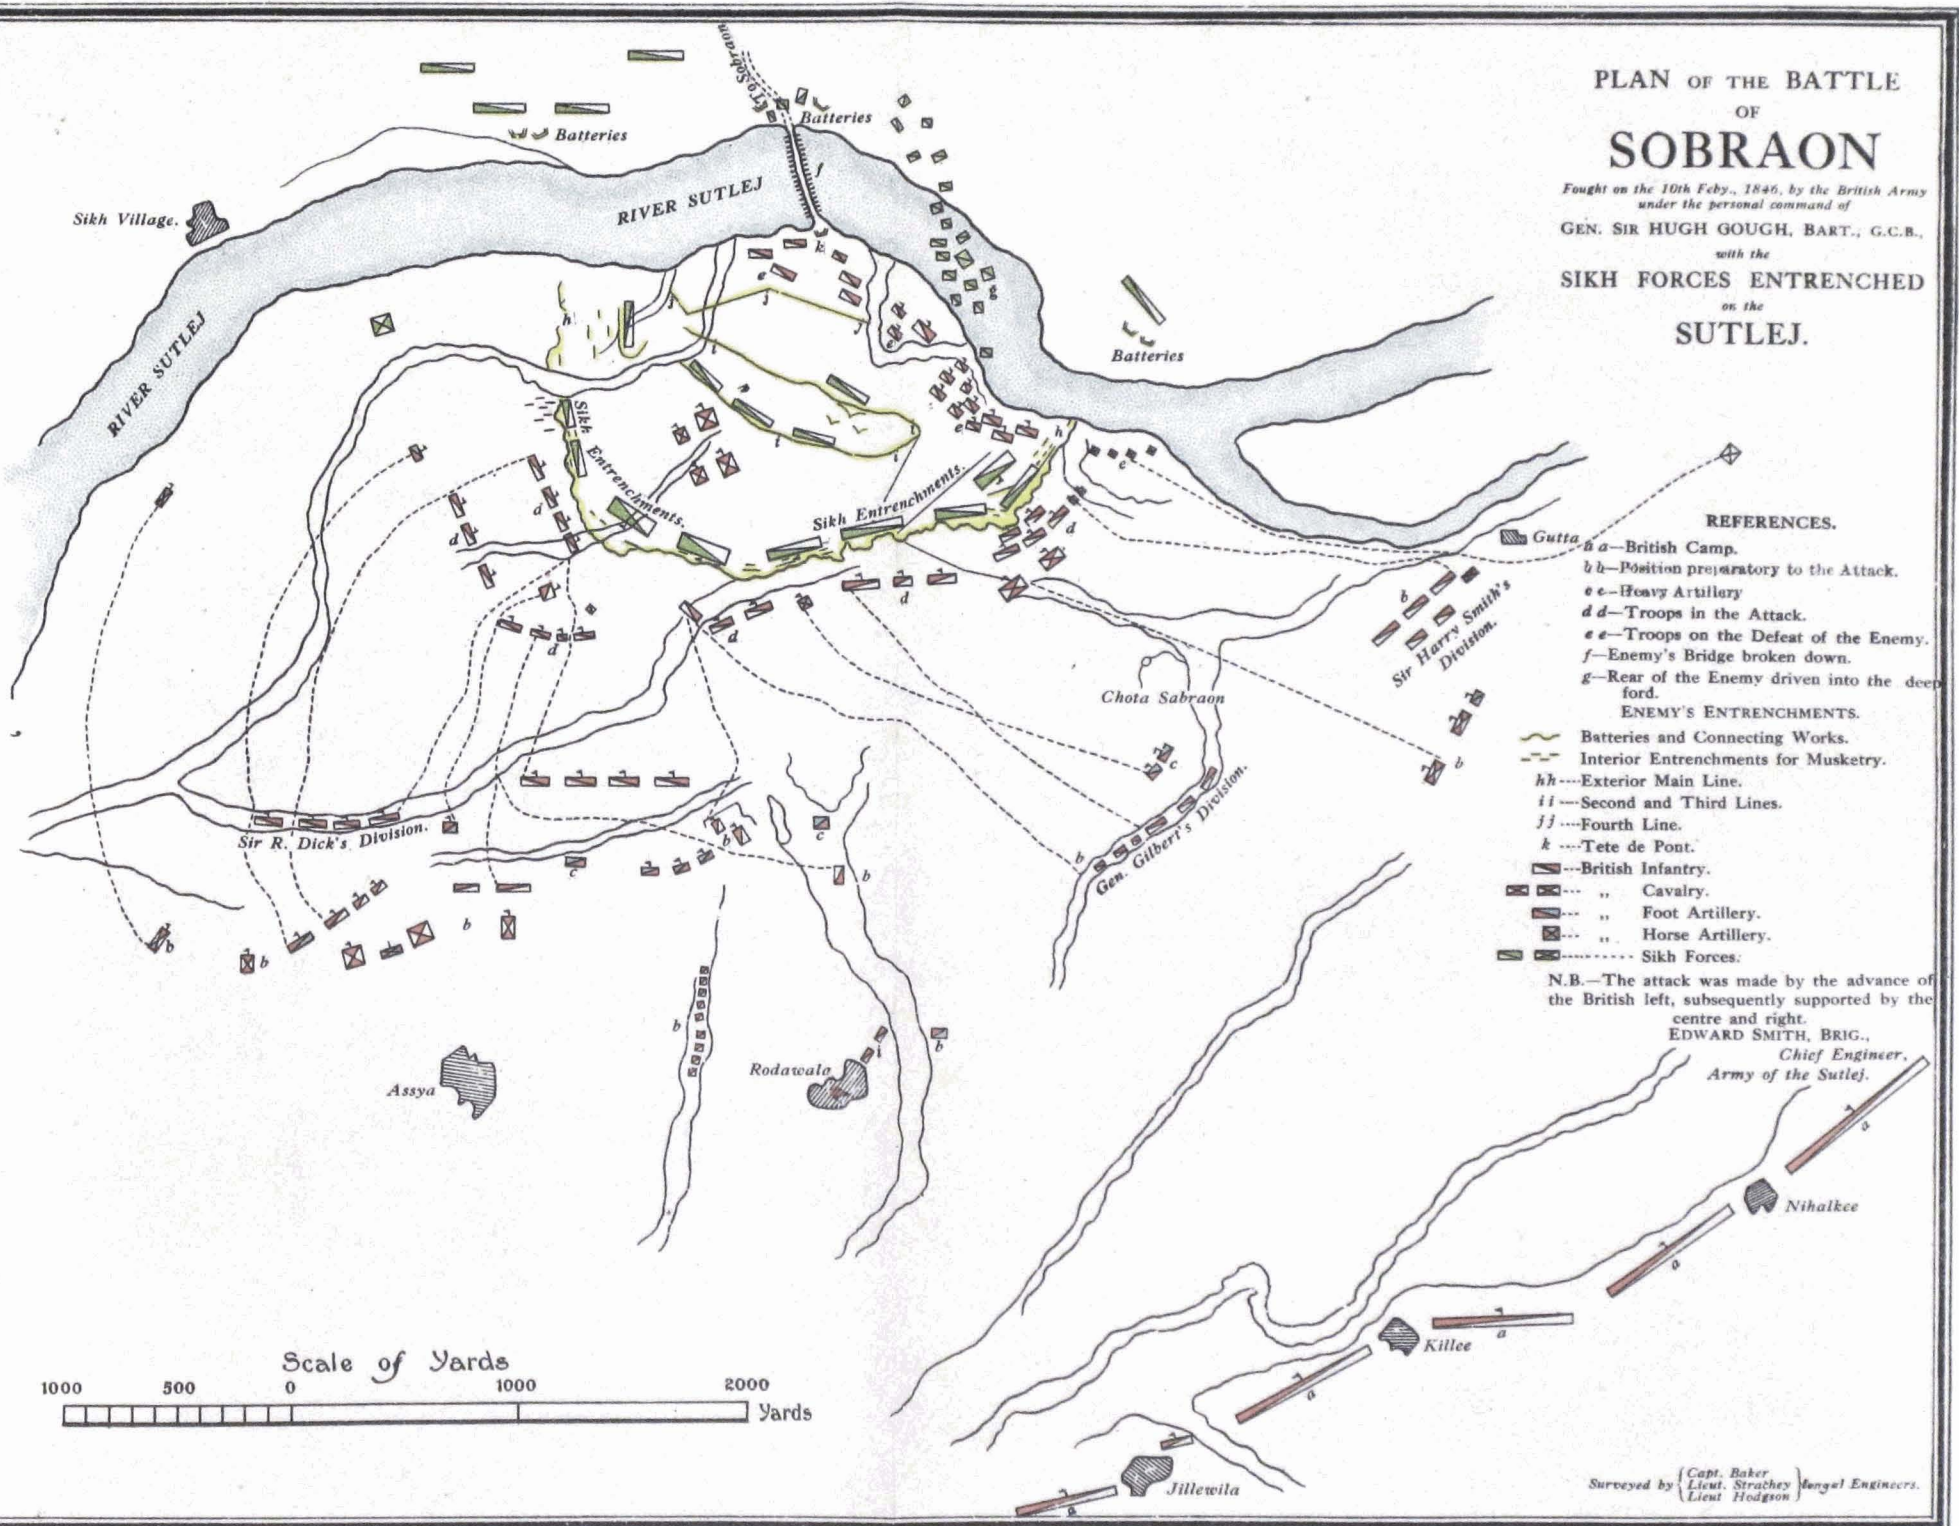 PLAN OF THE BATTLE
OF
SOBRAON
Fought on the 10th Feby., 1846, by the British Army
under the personal command of
GEN. SIR HUGH GOUGH, BART., G.C.B.,
with the
SIKH FORCES ENTRENCHED
on the
SUTLEJ.
To Sobraon
Batteries
Batteries
f
RIVER SUTLEJ
Sikh Village.
RIVER SUTLEJ
k
e
g
h
j
j
j
Batteries
e
i
i
i
i
Sikh Entrenchments.
Sikh Entrenchments.
e
h
e
d
d
d
d
d
d
Gutta
b
Sir Harry Smith's
Division.
Chota Sabraon
b
c
Gen. Gilbert's Division.
b
Sir R. Dick's Division.
c
c
b
b
b
b
b
b
b
i
Assya
Rodawala
REFERENCES.
a a—British Camp.
b b—Position preparatory to the Attack.
c c—Heavy Artillery
d d—Troops in the Attack.
e e—Troops on the Defeat of the Enemy.
f—Enemy's Bridge broken down.
g—Rear of the Enemy driven into the deep
ford.
ENEMY'S ENTRENCHMENTS.
Batteries and Connecting Works.
Interior Entrenchments for Musketry.
hh----Exterior Main Line.
ii----Second and Third Lines.
jj----Fourth Line.
k ----Tete de Pont.
----British Infantry.
--- ,, Cavalry.
--- ,, Foot Artillery.
--- ,, Horse Artillery.
---------- Sikh Forces.
N.B.—The attack was made by the advance of
the British left, subsequently supported by the
centre and right.
EDWARD SMITH, BRIG.,
Chief Engineer,
Army of the Sutlej.
a
Nihalkee
a
a
Killee
a
Jillewila
a
Scale of Yards
1000 500 0 1000 2000
Yards
Surveyed by
Capt. Baker
Lieut. Strachey
Lieut Hodgson
Bengal Engineers.